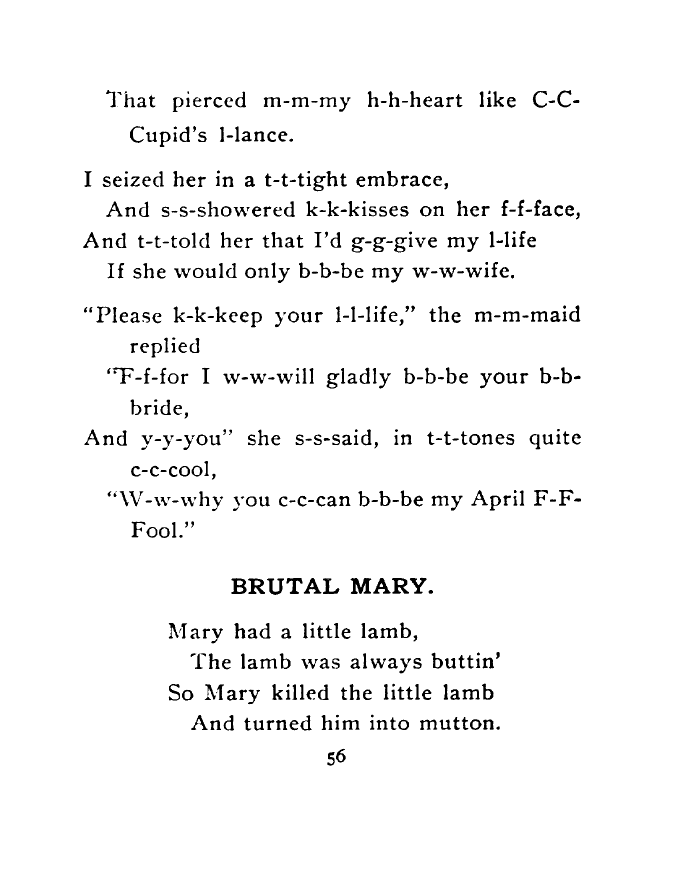 That pierced m-m-my h-h-heart like C-C-
Cupid's l-lance.
I seized her in a t-t-tight embrace,
And s-s-showered k-k-kisses on her f-f-face,
And t-t-told her that I'd g-g-give my l-life
If she would only b-b-be my w-w-wife.
“Please k-k-keep your l-l-life,” the m-m-maid
replied
“F-f-for I w-w-will gladly b-b-be your b-b-
bride,
And y-y-you” she s-s-said, in t-t-tones quite
c-c-cool,
“W-w-why you c-c-can b-b-be my April F-F-
Fool.”
BRUTAL MARY.
Mary had a little lamb,
The lamb was always buttin'
So Mary killed the little lamb
And turned him into mutton.
56